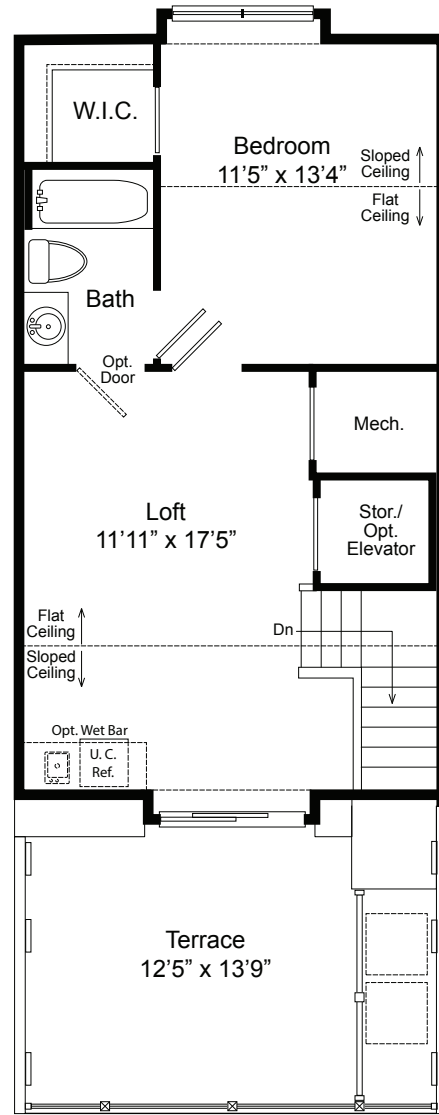 W.I.C.
Bedroom
11'5" x 13'4"
Sloped
Ceiling
Flat
Ceiling
Bath
Opt.
Door
Mech.
Loft
11'11" x 17'5"
Stor./
Opt.
Elevator
Flat
Ceiling
Sloped
Ceiling
Dn
Opt. Wet Bar
U. C.
Ref.
Terrace
12'5" x 13'9"